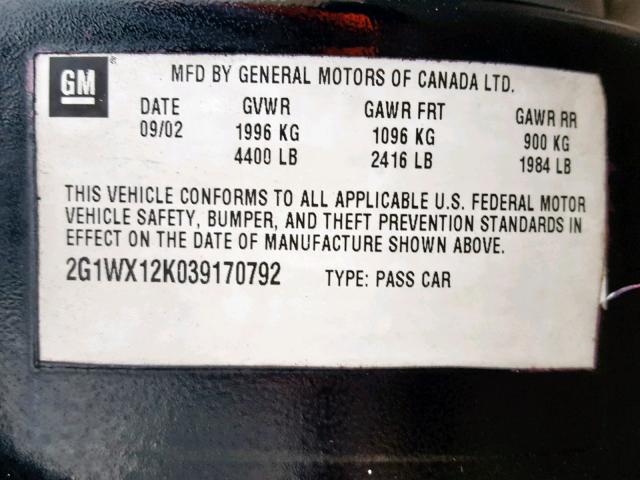 GM ® MFD BY GENERAL MOTORS OF CANADA LTD.
DATE GVWR GAWR FRT GAWR RR
09/02 1996 KG 1096 KG 900 KG
4400 LB 2416 LB 1984 LB
THIS VEHICLE CONFORMS TO ALL APPLICABLE U.S. FEDERAL MOTOR
VEHICLE SAFETY, BUMPER, AND THEFT PREVENTION STANDARDS IN
EFFECT ON THE DATE OF MANUFACTURE SHOWN ABOVE.
2G1WX12K039170792 TYPE: PASS CAR